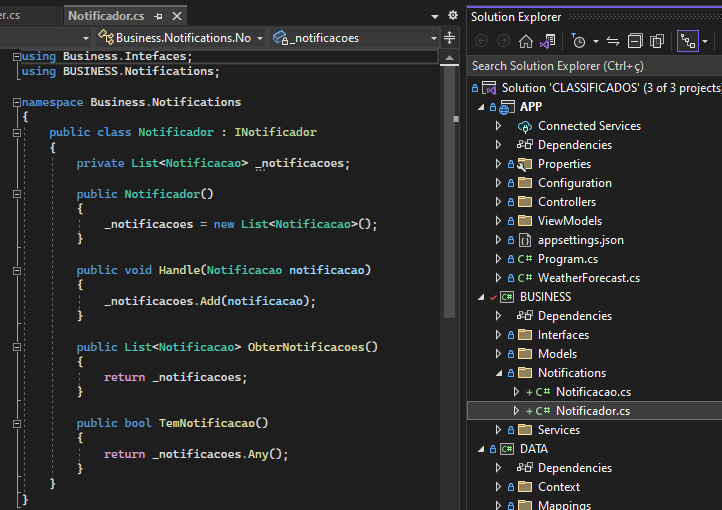 er.cs
Notificador.cs
Business.Notifications.No
_notificacoes
using Business.Intefaces;
using BUSINESS.Notifications;
namespace Business.Notifications
{
public class Notificador : INotificador
{
private List<Notificacao> _notificacoes;
public Notificador()
{
_notificacoes = new List<Notificacao>();
}
public void Handle(Notificacao notificacao)
{
_notificacoes.Add(notificacao);
}
public List<Notificacao> ObterNotificacoes()
{
return _notificacoes;
}
public bool TemNotificacao()
{
return _notificacoes.Any();
}
}
}
Solution Explorer
Search Solution Explorer (Ctrl+ç)
Solution 'CLASSIFICADOS' (3 of 3 projects)
APP
Connected Services
Dependencies
Properties
Configuration
Controllers
ViewModels
appsettings.json
C# Program.cs
C# WeatherForecast.cs
C# BUSINESS
Dependencies
Interfaces
Models
Notifications
+ C# Notificacao.cs
+ C# Notificador.cs
Services
C# DATA
Dependencies
Context
Mappings